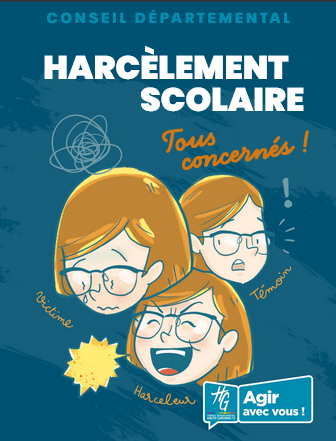 CONSEIL DÉPARTEMENTAL
HARCÈLEMENT
SCOLAIRE
Tous
concernés !
!
Témoin
Victime
Harceleur
HG
Agir
avec vous !